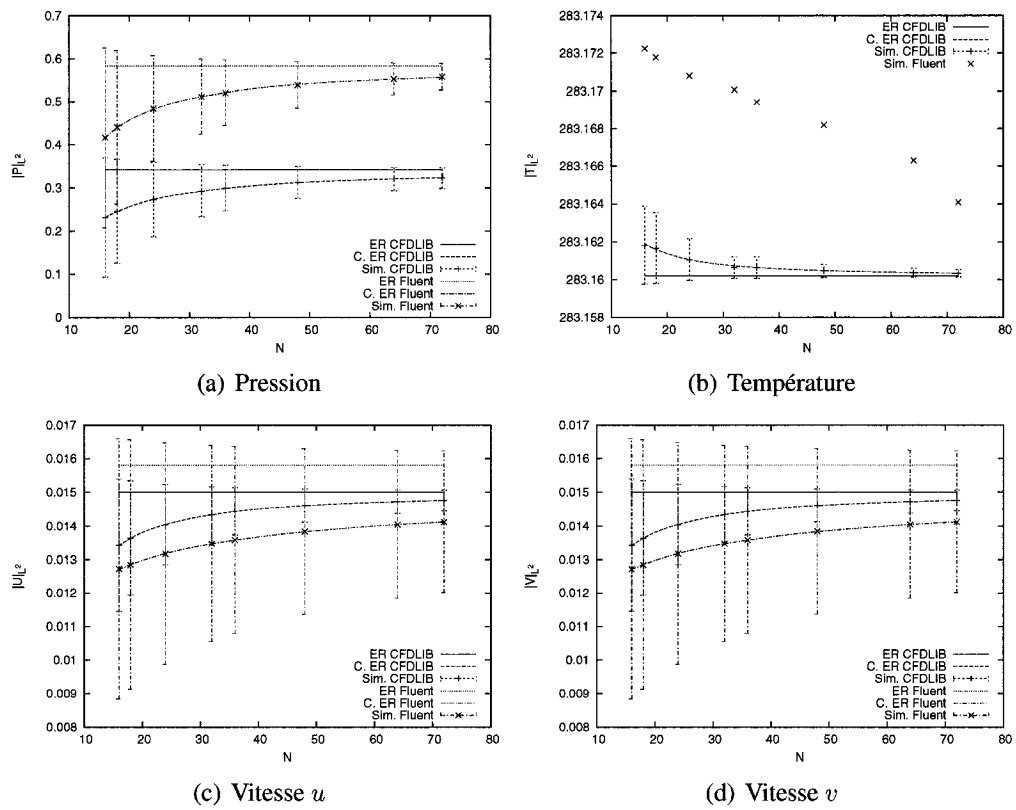 0.7
0.6
0.5
0.4
0.3
0.2
0.1
0
|P|L²
10 20 30 40 50 60 70 80
N
ER CFDLIB
C. ER CFDLIB
Sim. CFDLIB
ER Fluent
C. ER Fluent
Sim. Fluent
(a) Pression
283.174
283.172
283.17
283.168
283.166
283.164
283.162
283.16
283.158
|T|L²
10 20 30 40 50 60 70 80
N
ER CFDLIB
C. ER CFDLIB
Sim. CFDLIB
Sim. Fluent
(b) Température
0.017
0.016
0.015
0.014
0.013
0.012
0.011
0.01
0.009
0.008
|U|L²
10 20 30 40 50 60 70 80
N
ER CFDLIB
C. ER CFDLIB
Sim. CFDLIB
ER Fluent
C. ER Fluent
Sim. Fluent
(c) Vitesse u
0.017
0.016
0.015
0.014
0.013
0.012
0.011
0.01
0.009
0.008
|V|L²
10 20 30 40 50 60 70 80
N
ER CFDLIB
C. ER CFDLIB
Sim. CFDLIB
ER Fluent
C. ER Fluent
Sim. Fluent
(d) Vitesse v